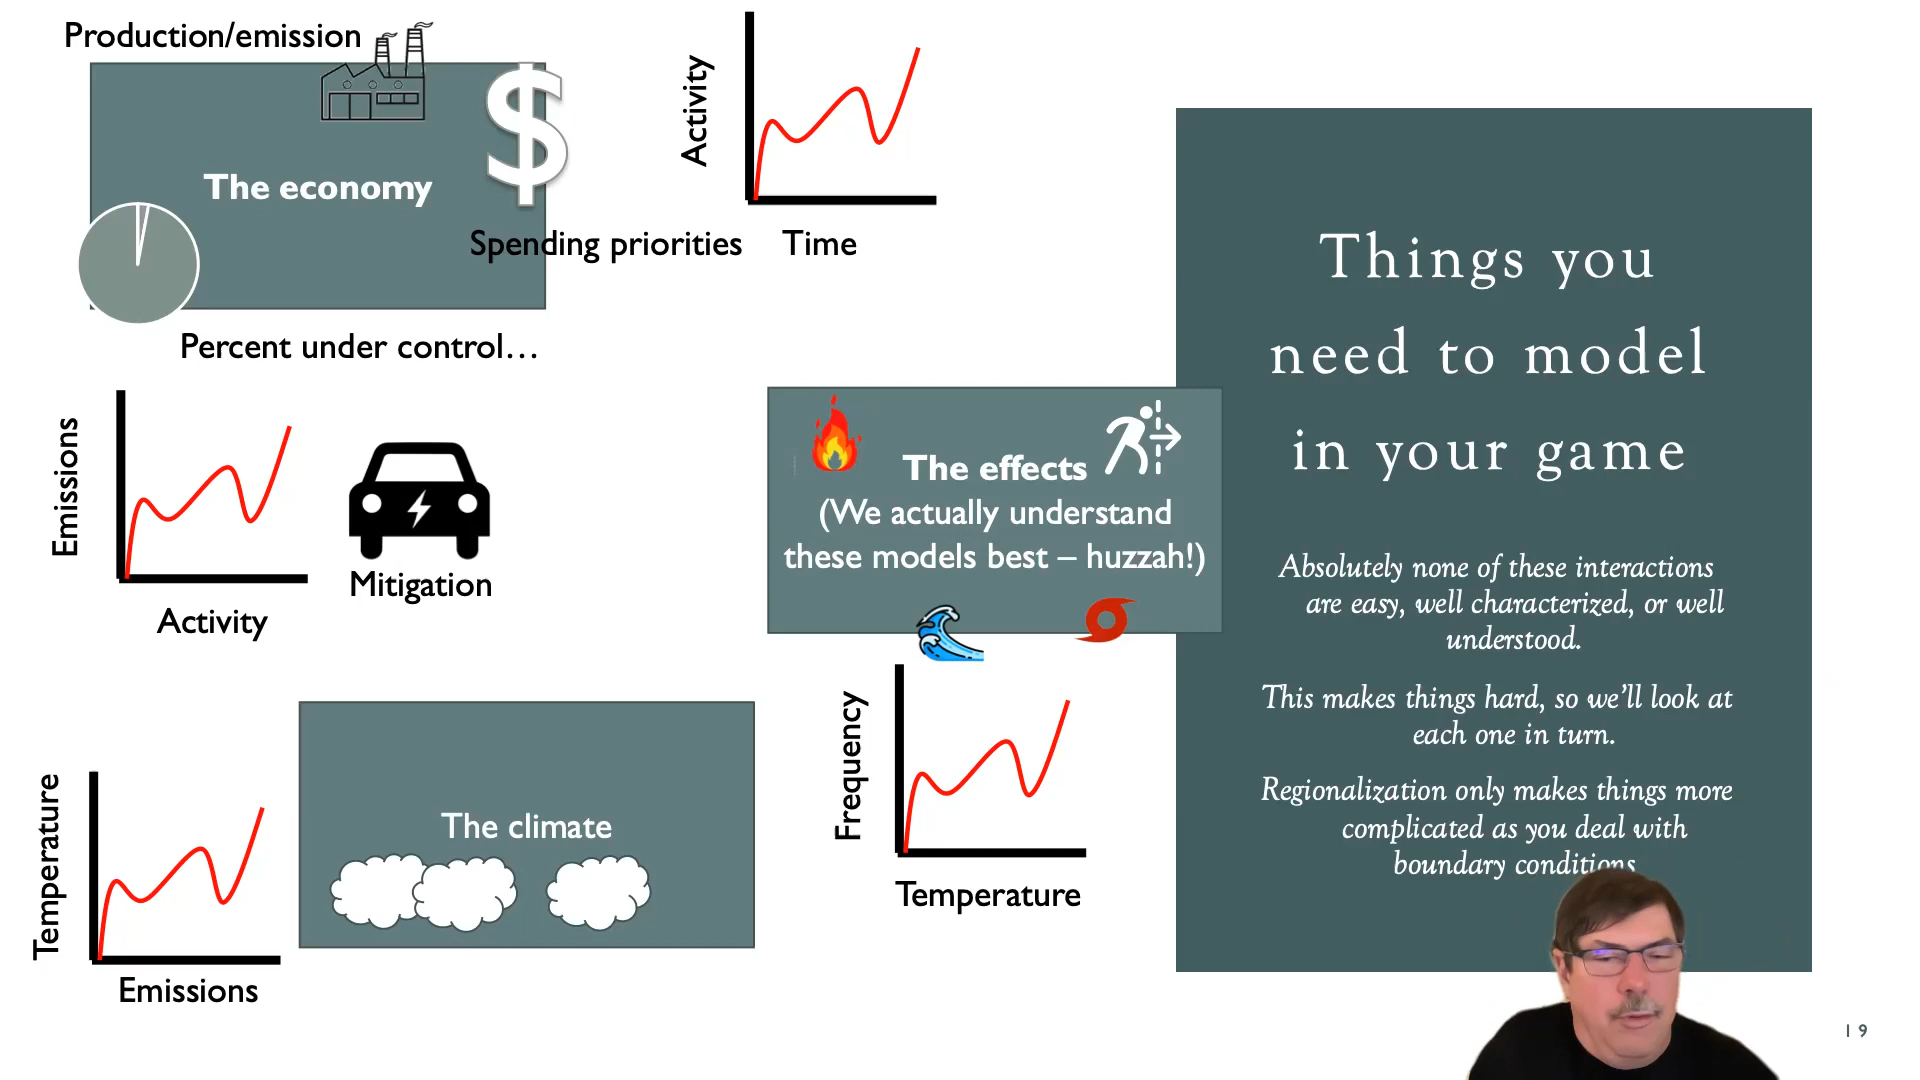 Production/emission
$
The economy
Spending priorities
Percent under control…
Activity
Time
Emissions
Activity
Mitigation
The effects
(We actually understand
these models best – huzzah!)
Temperature
Emissions
The climate
Frequency
Temperature
Things you
need to model
in your game
Absolutely none of these interactions
are easy, well characterized, or well
understood.
This makes things hard, so we’ll look at
each one in turn.
Regionalization only makes things more
complicated as you deal with
boundary conditions
19